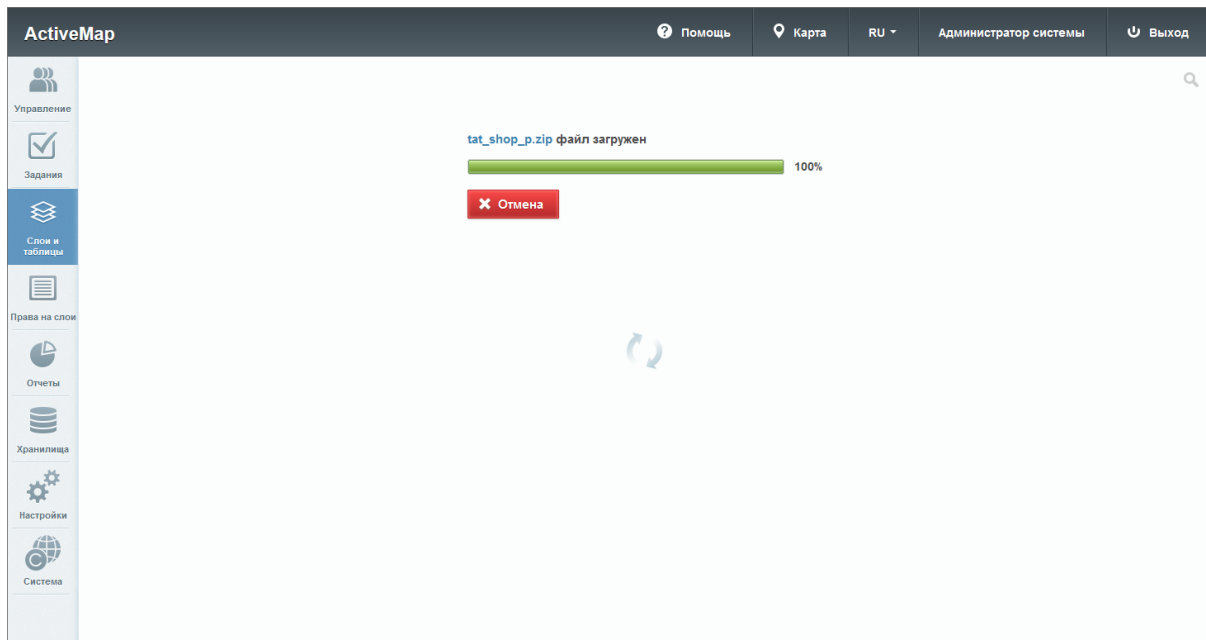 ActiveMap
Помощь
Карта
RU
Администратор системы
Выход
Управление
Задания
Слои и
таблицы
Права на слои
Отчеты
Хранилища
Настройки
Система
tat_shop_p.zip файл загружен
100%
Отмена